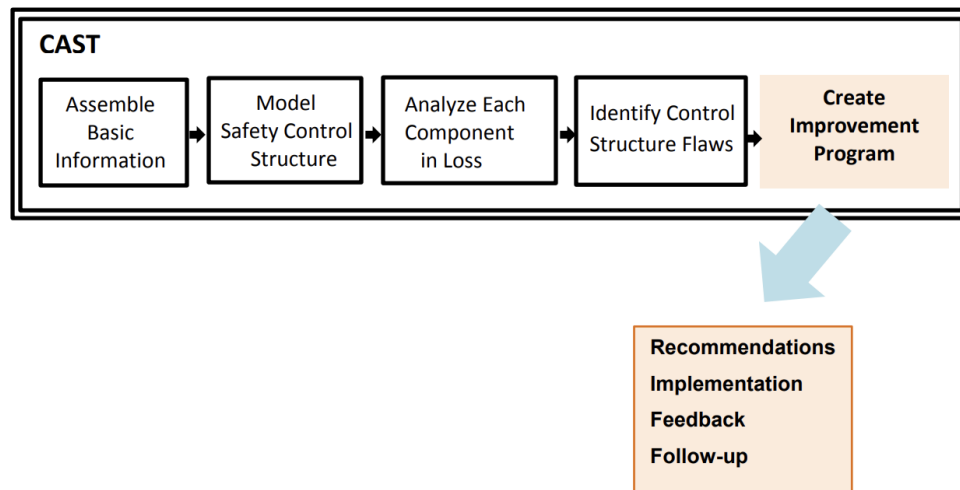 CAST
Assemble
Basic
Information
Model
Safety Control
Structure
Analyze Each
Component
in Loss
Identify Control
Structure Flaws
Create
Improvement
Program
Recommendations
Implementation
Feedback
Follow-up